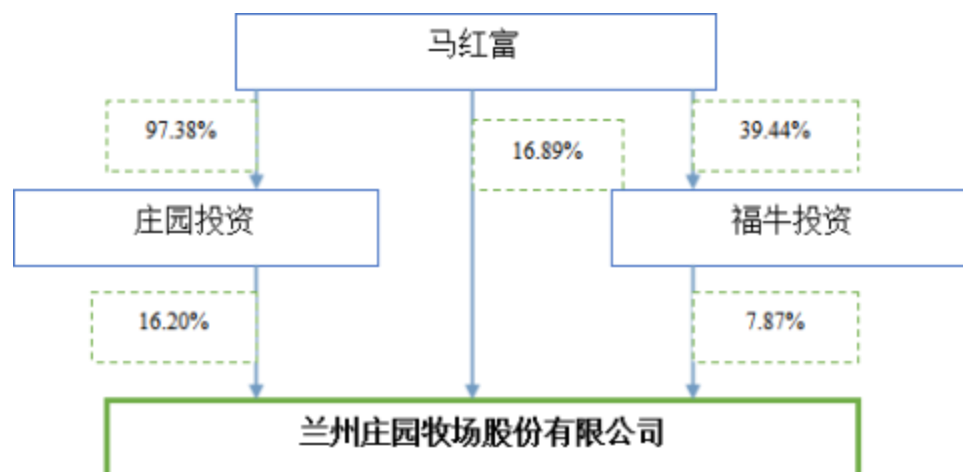 马红富
97.38%
16.89%
39.44%
庄园投资
福牛投资
16.20%
7.87%
兰州庄园牧场股份有限公司